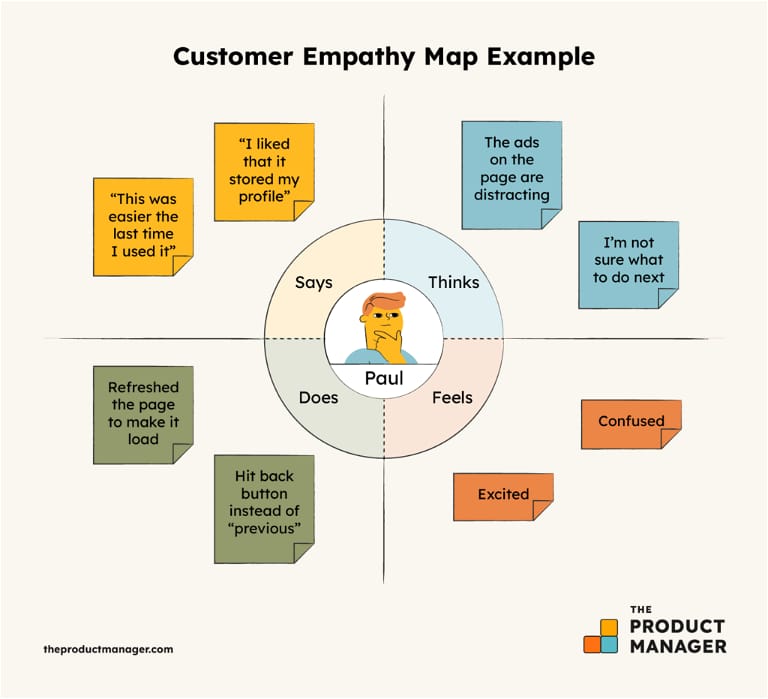 Customer Empathy Map Example
“I liked
that it
stored my
profile”
“This was
easier the
last time
I used it”
The ads
on the
page are
distracting
I’m not
sure what
to do next
Says
Thinks
Paul
Does
Feels
Refreshed
the page
to make it
load
Hit back
button
instead of
“previous”
Confused
Excited
theproductmanager.com
THE
PRODUCT
MANAGER